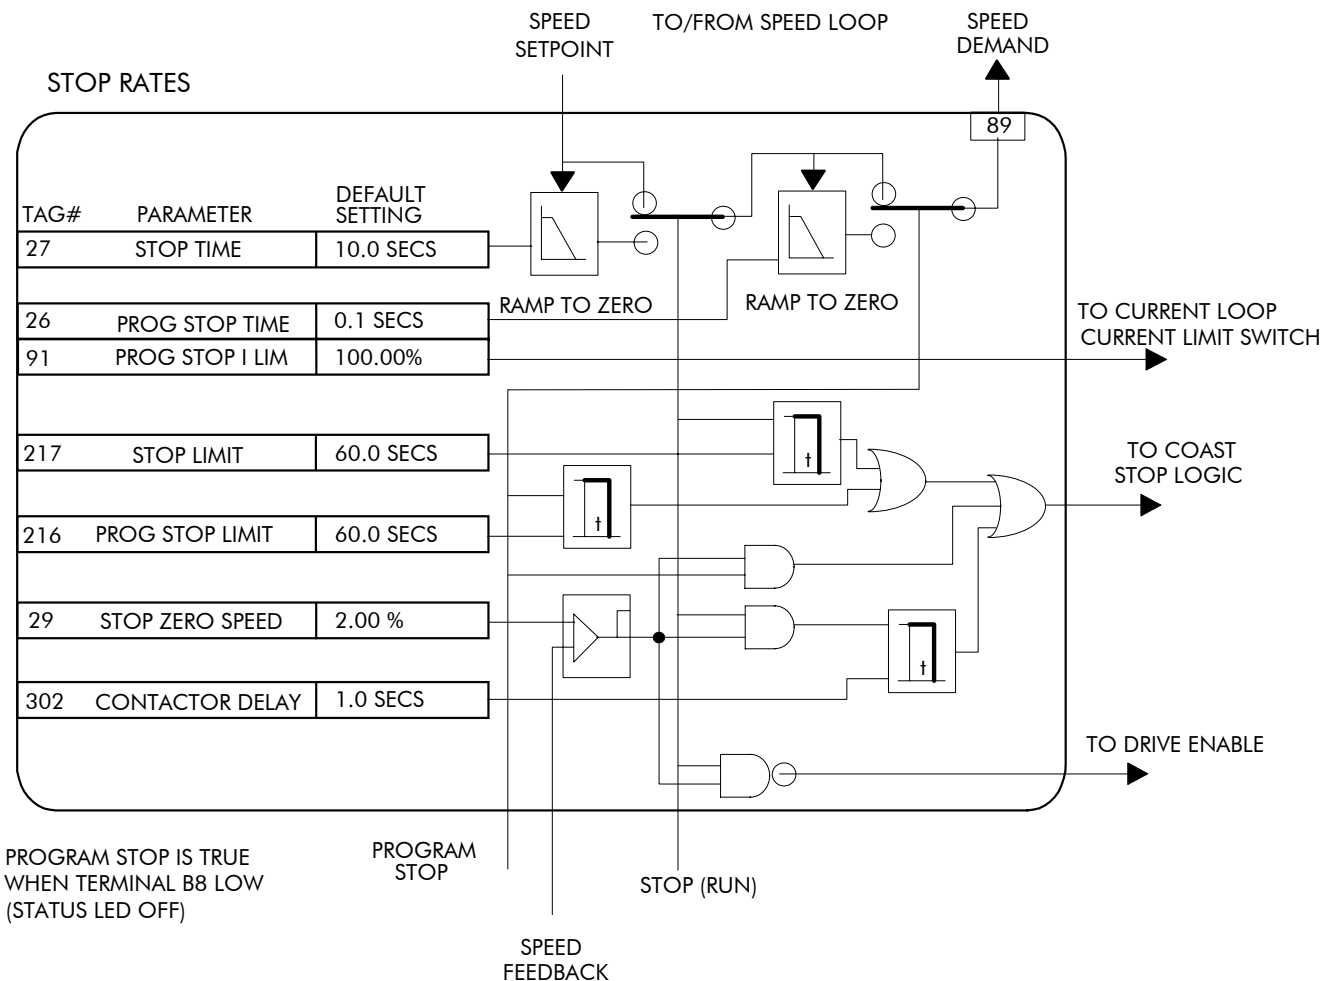 SPEED
SETPOINT
TO/FROM SPEED LOOP
SPEED
DEMAND
STOP RATES
89
TAG# PARAMETER DEFAULT SETTING
27 STOP TIME 10.0 SECS
RAMP TO ZERO RAMP TO ZERO
26 PROG STOP TIME 0.1 SECS
TO CURRENT LOOP
CURRENT LIMIT SWITCH
91 PROG STOP I LIM 100.00%
217 STOP LIMIT 60.0 SECS
t
TO COAST
STOP LOGIC
216 PROG STOP LIMIT 60.0 SECS
t
29 STOP ZERO SPEED 2.00 %
t
302 CONTACTOR DELAY 1.0 SECS
TO DRIVE ENABLE
PROGRAM STOP IS TRUE
WHEN TERMINAL B8 LOW
(STATUS LED OFF)
PROGRAM
STOP
STOP (RUN)
SPEED
FEEDBACK